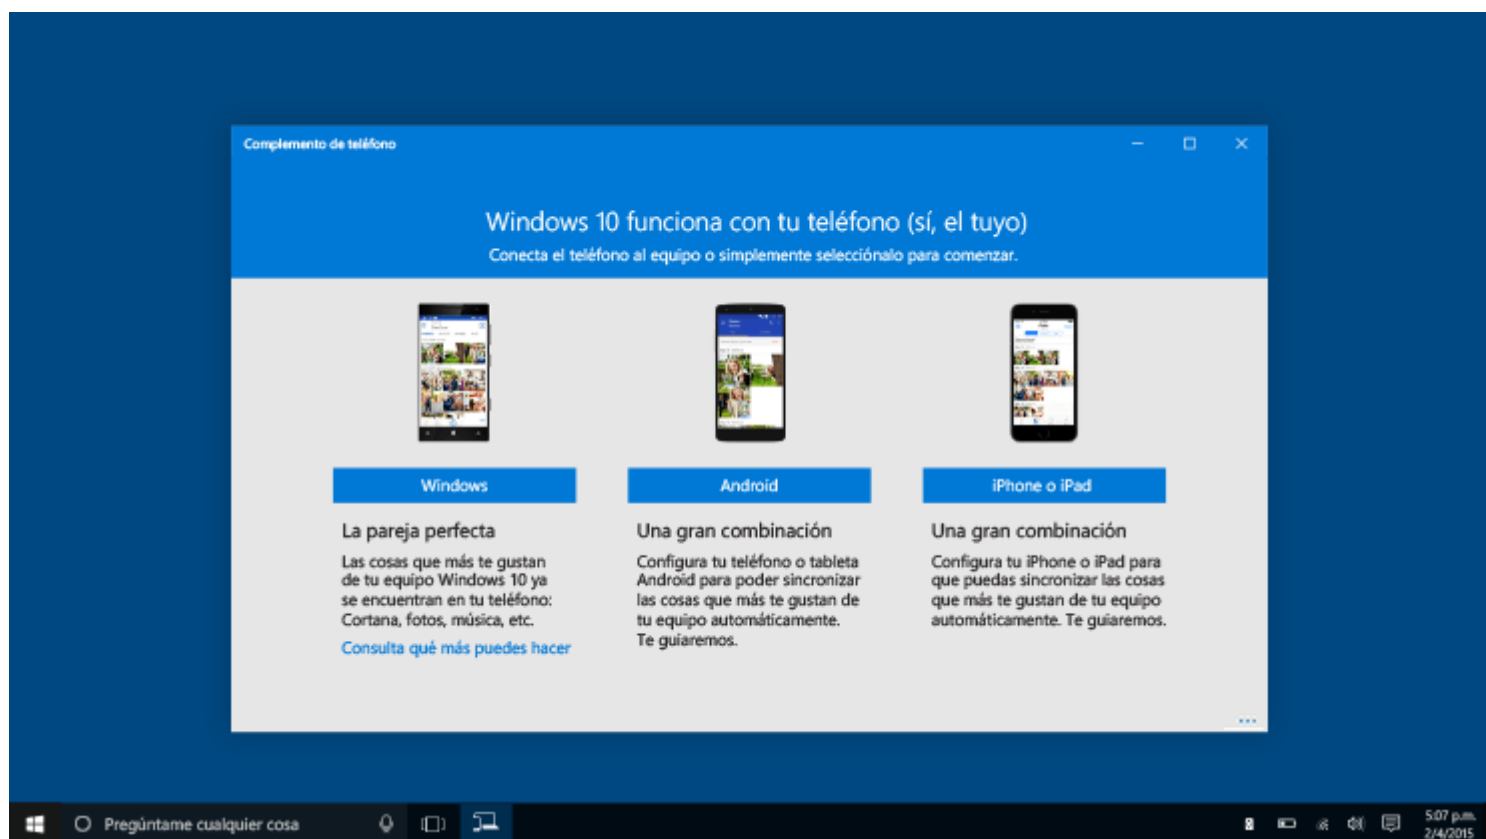 Complemento de teléfono
Windows 10 funciona con tu teléfono (sí, el tuyo)
Conecta el teléfono al equipo o simplemente selecciónalo para comenzar.
Windows
La pareja perfecta
Las cosas que más te gustan
de tu equipo Windows 10 ya
se encuentran en tu teléfono:
Cortana, fotos, música, etc.
Consulta qué más puedes hacer
Android
Una gran combinación
Configura tu teléfono o tableta
Android para poder sincronizar
las cosas que más te gustan de
tu equipo automáticamente.
Te guiaremos.
iPhone o iPad
Una gran combinación
Configura tu iPhone o iPad para
que puedas sincronizar las cosas
que más te gustan de tu equipo
automáticamente. Te guiaremos.
Pregúntame cualquier cosa
5:07 p.m.
2/4/2015